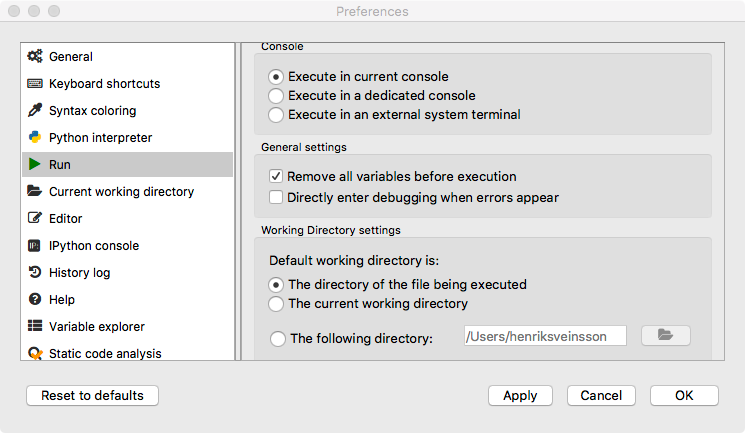 Preferences
General
Keyboard shortcuts
Syntax coloring
Python interpreter
Run
Current working directory
Editor
IP: IPython console
History log
Help
Variable explorer
Static code analysis
Console
Execute in current console
Execute in a dedicated console
Execute in an external system terminal
General settings
Remove all variables before execution
Directly enter debugging when errors appear
Working Directory settings
Default working directory is:
The directory of the file being executed
The current working directory
The following directory: /Users/henriksveinsson
Reset to defaults
Apply Cancel OK